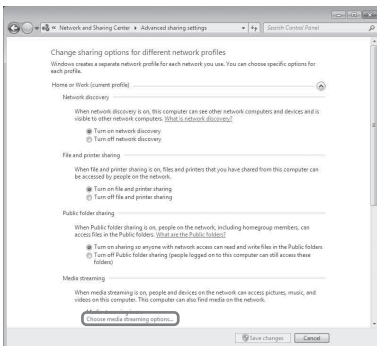 « Network and Sharing Center ▸ Advanced sharing settings
Search Control Panel
Change sharing options for different network profiles
Windows creates a separate network profile for each network you use. You can choose specific options for
each profile.
Home or Work (current profile)
Network discovery
When network discovery is on, this computer can see other network computers and devices and is
visible to other network computers. What is network discovery?
Turn on network discovery
Turn off network discovery
File and printer sharing
When file and printer sharing is on, files and printers that you have shared from this computer can
be accessed by people on the network.
Turn on file and printer sharing
Turn off file and printer sharing
Public folder sharing
When Public folder sharing is on, people on the network, including homegroup members, can
access files in the Public folders. What are the Public folders?
Turn on sharing so anyone with network access can read and write files in the Public folders
Turn off Public folder sharing (people logged on to this computer can still access these
folders)
Media streaming
When media streaming is on, people and devices on the network can access pictures, music, and
videos on this computer. This computer can also find media on the network.
Choose media streaming options...
Save changes
Cancel